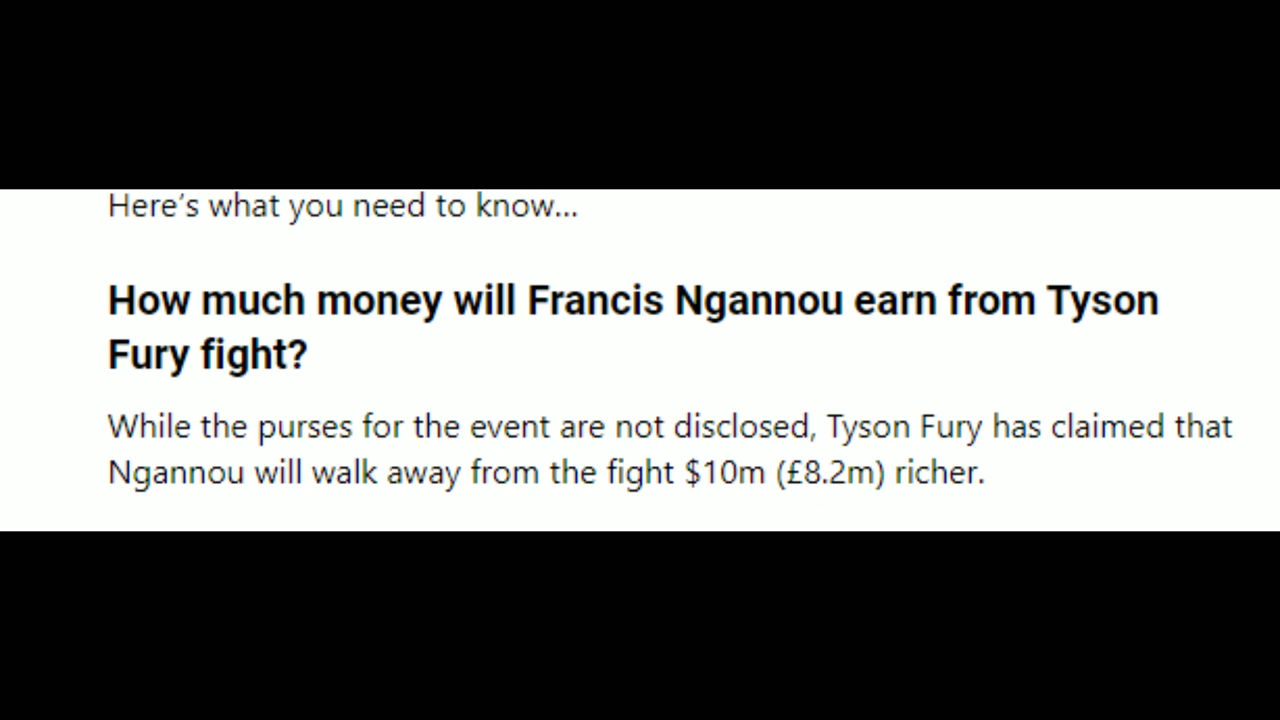 Here’s what you need to know...
How much money will Francis Ngannou earn from Tyson
Fury fight?
While the purses for the event are not disclosed, Tyson Fury has claimed that
Ngannou will walk away from the fight $10m (£8.2m) richer.